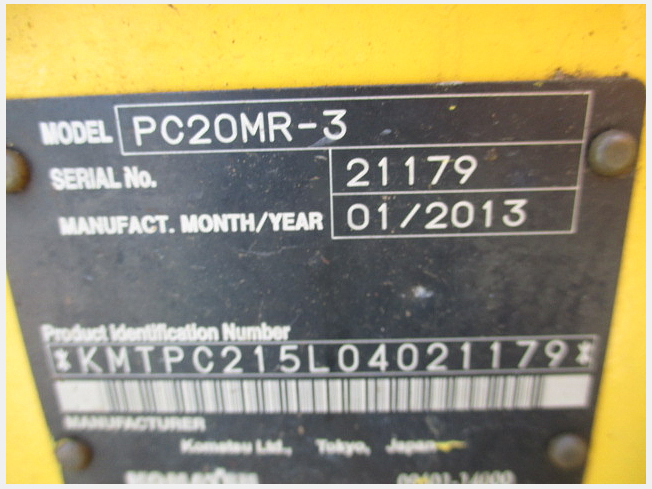 MODEL PC20MR-3
SERIAL No. 21179
MANUFACT. MONTH/YEAR 01/2013
Product Identification Number
*KMTPC215L04021179*
MANUFACTURER
Komatsu Ltd., Tokyo, Japan